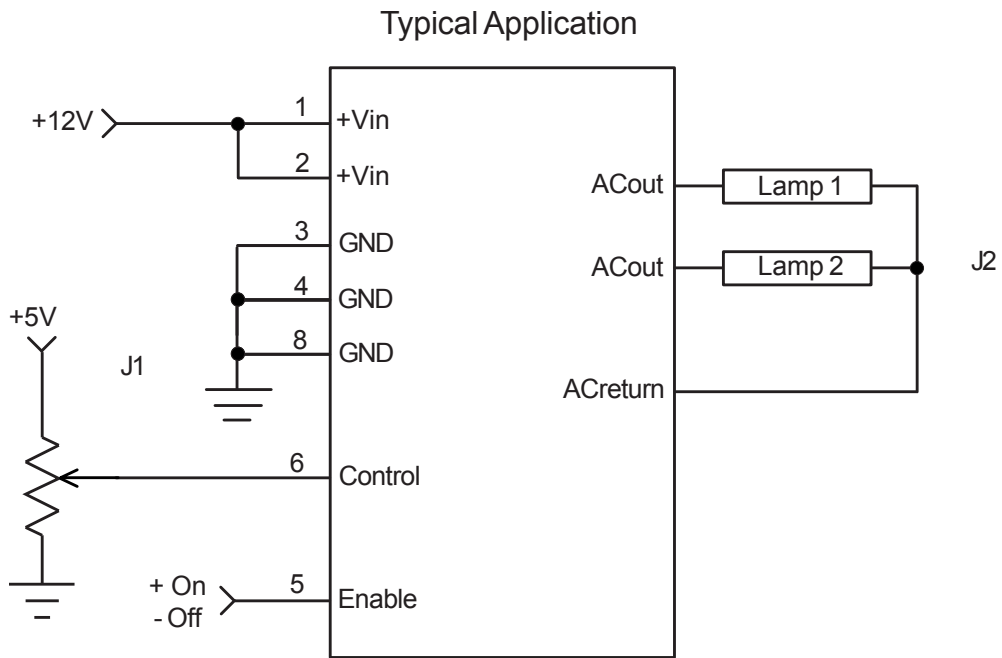 Typical Application
+12V
1
+Vin
2
+Vin
3
GND
4
GND
8
GND
+5V
J1
6
Control
+ On
- Off
5
Enable
ACout
Lamp 1
ACout
Lamp 2
J2
ACreturn